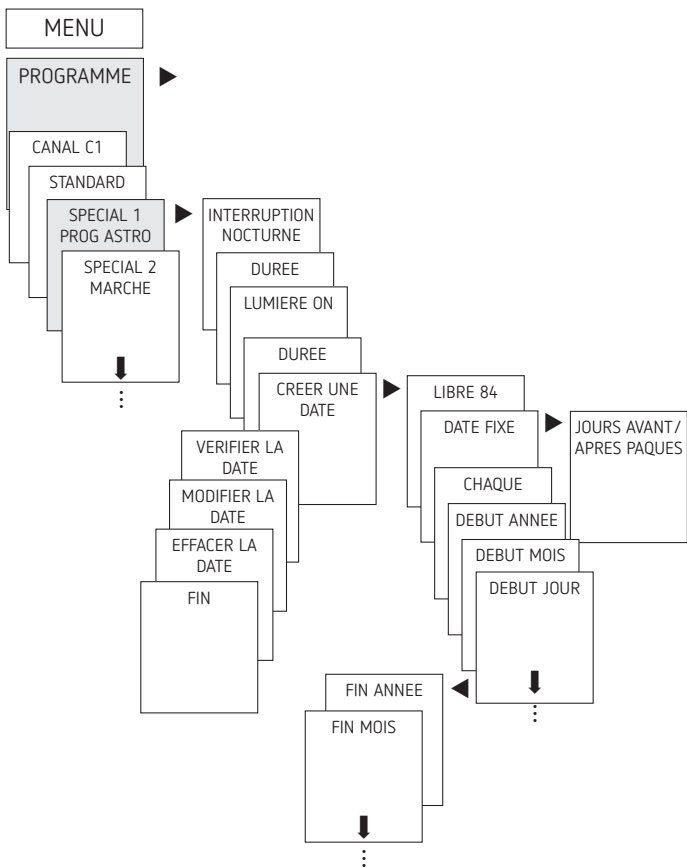 MENU
PROGRAMME
CANAL C1
STANDARD
SPECIAL 1
PROG ASTRO
SPECIAL 2
MARCHE
INTERRUPTION
NOCTURNE
DUREE
LUMIERE ON
DUREE
CREER UNE
DATE
VERIFIER LA
DATE
MODIFIER LA
DATE
EFFACER LA
DATE
FIN
LIBRE 84
DATE FIXE
JOURS AVANT/
APRES PAQUES
CHAQUE
DEBUT ANNEE
DEBUT MOIS
DEBUT JOUR
FIN ANNEE
FIN MOIS